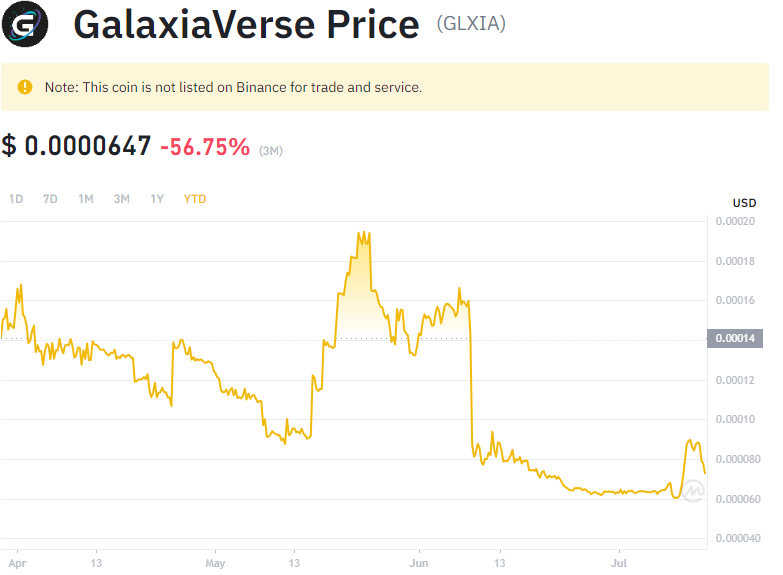 GalaxiaVerse Price (GLXIA)
Note: This coin is not listed on Binance for trade and service.
$ 0.0000647 -56.75% (3M)
1D 7D 1M 3M 1Y YTD
USD
0.00020
0.00018
0.00016
0.00014
0.00012
0.00010
0.000080
0.000060
0.000040
Apr 13 May 13 Jun 13 Jul